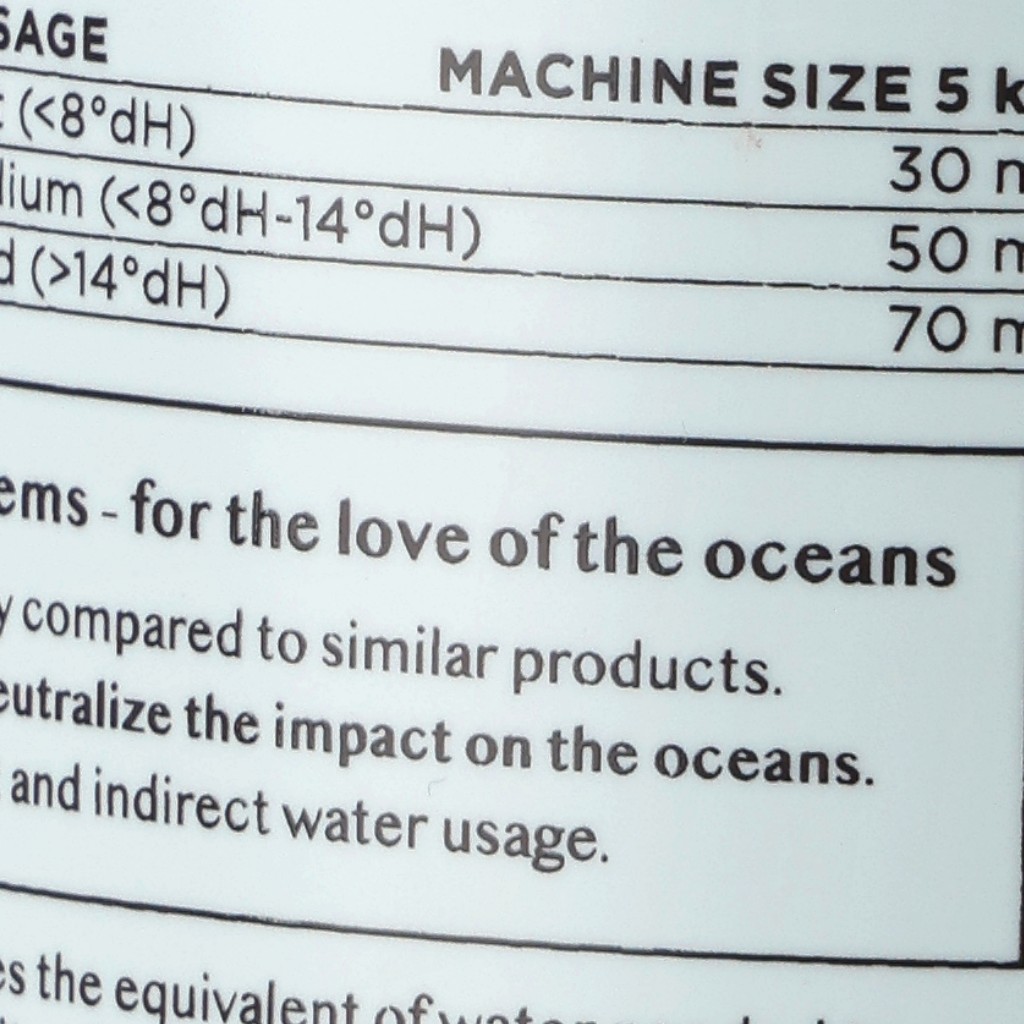 SAGE MACHINE SIZE 5 k
(<8°dH) 30 m
lium (<8°dH-14°dH) 50 m
d (>14°dH) 70 m
ems - for the love of the oceans
y compared to similar products.
eutralize the impact on the oceans.
and indirect water usage.
es the equivalent of